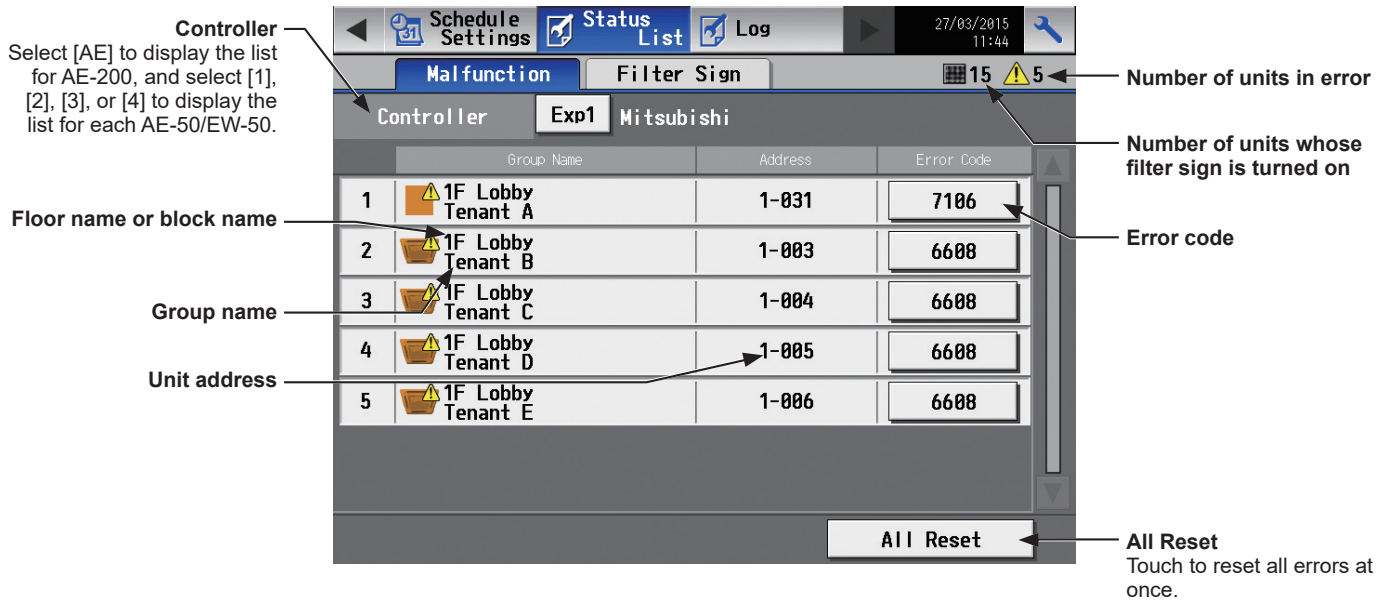 Controller
Select [AE] to display the list
for AE-200, and select [1],
[2], [3], or [4] to display the
list for each AE-50/EW-50.
Floor name or block name
Group name
Unit address
Schedule
Settings
31
Status
List
Log
27/03/2015
11:44
Malfunction
Filter Sign
15
5
Controller
Exp1
Mitsubishi
Group Name
Address
Error Code
1
1F Lobby
Tenant A
1-031
7106
2
1F Lobby
Tenant B
1-003
6608
3
1F Lobby
Tenant C
1-004
6608
4
1F Lobby
Tenant D
1-005
6608
5
1F Lobby
Tenant E
1-006
6608
All Reset
Number of units in error
Number of units whose
filter sign is turned on
Error code
All Reset
Touch to reset all errors at
once.